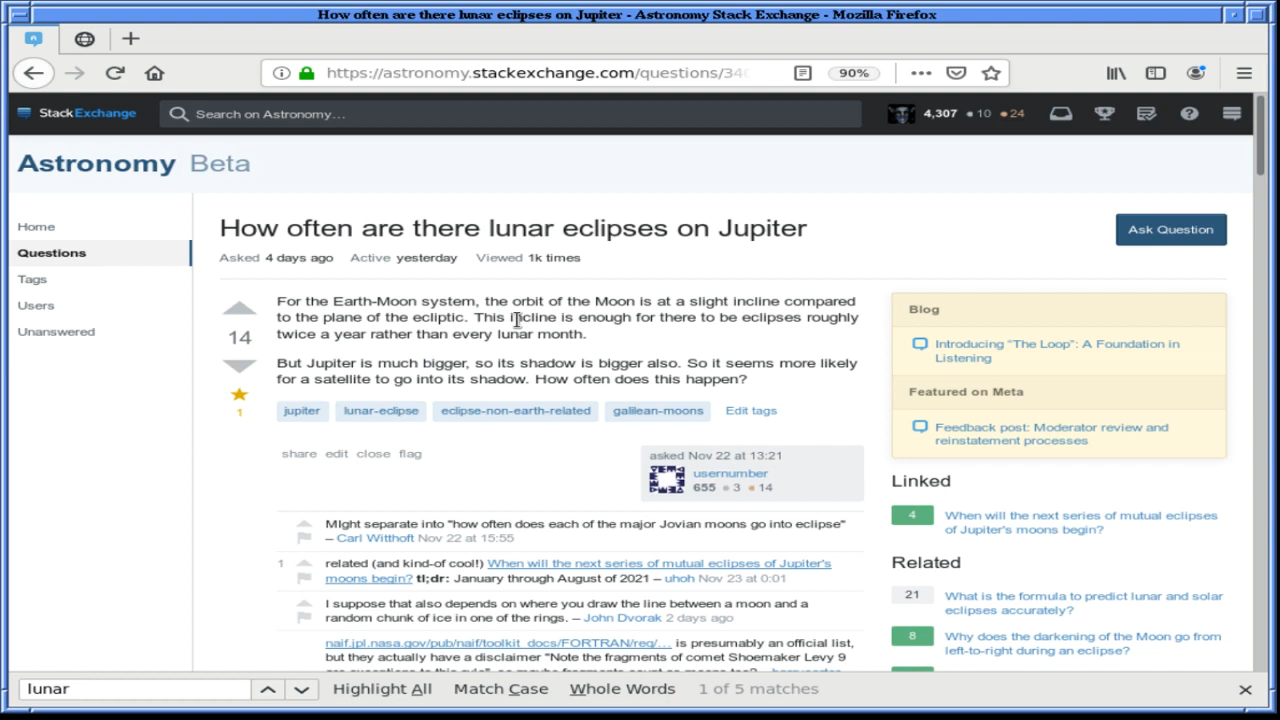 How often are there lunar eclipses on Jupiter - Astronomy Stack Exchange - Mozilla Firefox
https://astronomy.stackexchange.com/questions/340
90%
StackExchange
Search on Astronomy…
4,307 10 24
Astronomy Beta
Home
Questions
Tags
Users
Unanswered
How often are there lunar eclipses on Jupiter
Ask Question
Asked 4 days ago Active yesterday Viewed 1k times
14
1
For the Earth-Moon system, the orbit of the Moon is at a slight incline compared
to the plane of the ecliptic. This incline is enough for there to be eclipses roughly
twice a year rather than every lunar month.
But Jupiter is much bigger, so its shadow is bigger also. So it seems more likely
for a satellite to go into its shadow. How often does this happen?
jupiter lunar-eclipse eclipse-non-earth-related galilean-moons Edit tags
share edit close flag
asked Nov 22 at 13:21
usernumber
655 3 14
MIght separate into "how often does each of the major Jovian moons go into eclipse"
– Carl Witthoft Nov 22 at 15:55
1 related (and kind-of cool!) When will the next series of mutual eclipses of Jupiter's
moons begin? tl;dr: January through August of 2021 – uhoh Nov 23 at 0:01
I suppose that also depends on where you draw the line between a moon and a
random chunk of ice in one of the rings. – John Dvorak 2 days ago
naif.jpl.nasa.gov/pub/naif/toolkit_docs/FORTRAN/req/… is presumably an official list,
but they actually have a disclaimer "Note the fragments of comet Shoemaker Levy 9
Blog
Introducing “The Loop”: A Foundation in
Listening
Featured on Meta
Feedback post: Moderator review and
reinstatement processes
Linked
4 When will the next series of mutual eclipses
of Jupiter's moons begin?
Related
21 What is the formula to predict lunar and solar
eclipses accurately?
8 Why does the darkening of the Moon go from
left-to-right during an eclipse?
lunar Highlight All Match Case Whole Words 1 of 5 matches